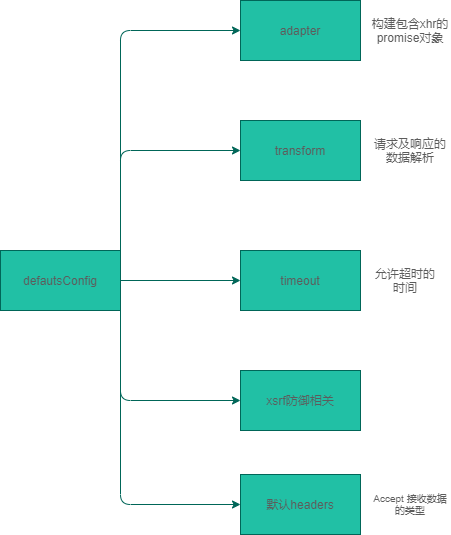 adapter
构建包含xhr的
promise对象
transform
请求及响应的
数据解析
defautsConfig
timeout
允许超时的
时间
xsrf防御相关
默认headers
Accept 接收数据
的类型